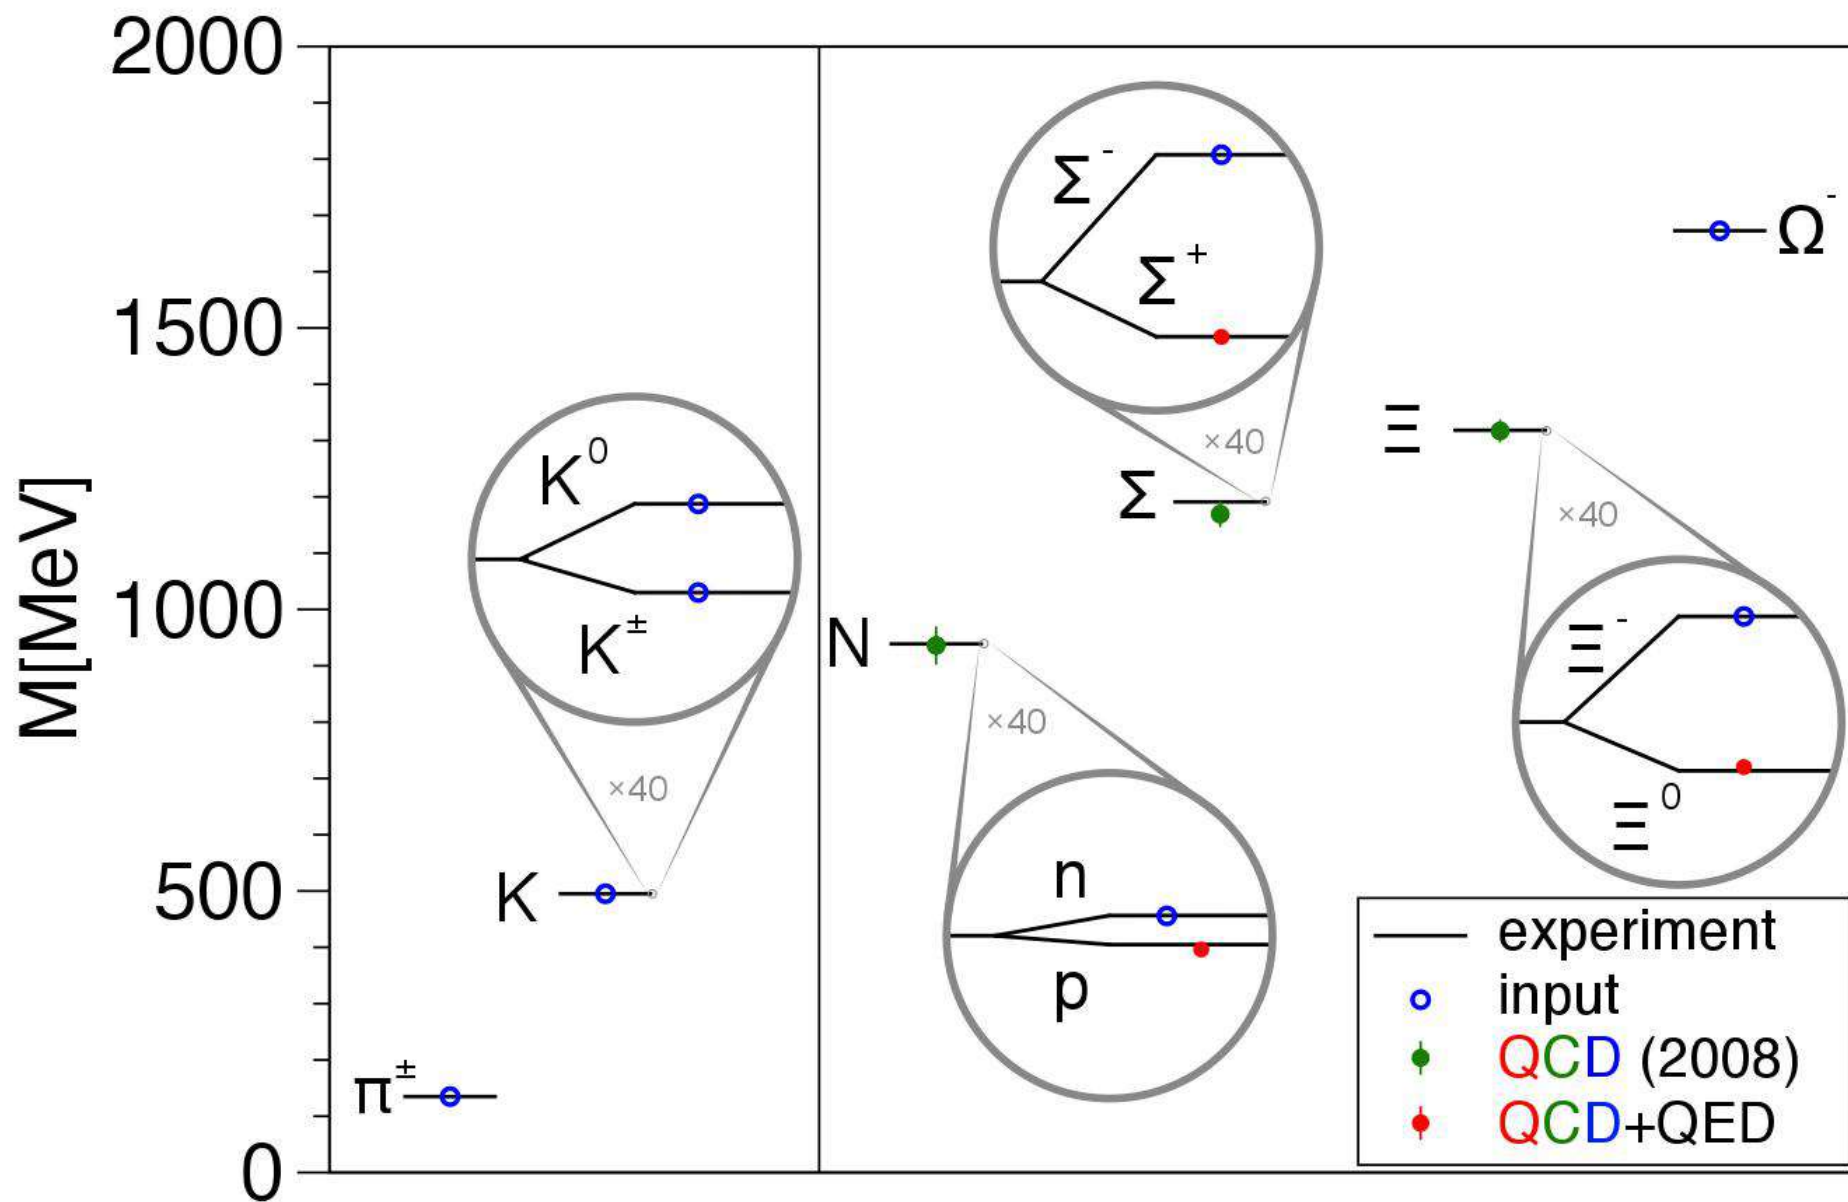 M[MeV]
2000
1500
1000
500
0
π±
K
K0
K±
×40
N
×40
n
p
Σ
×40
Σ-
Σ+
Ξ
×40
Ξ-
Ξ0
Ω-
experiment
input
QCD (2008)
QCD+QED